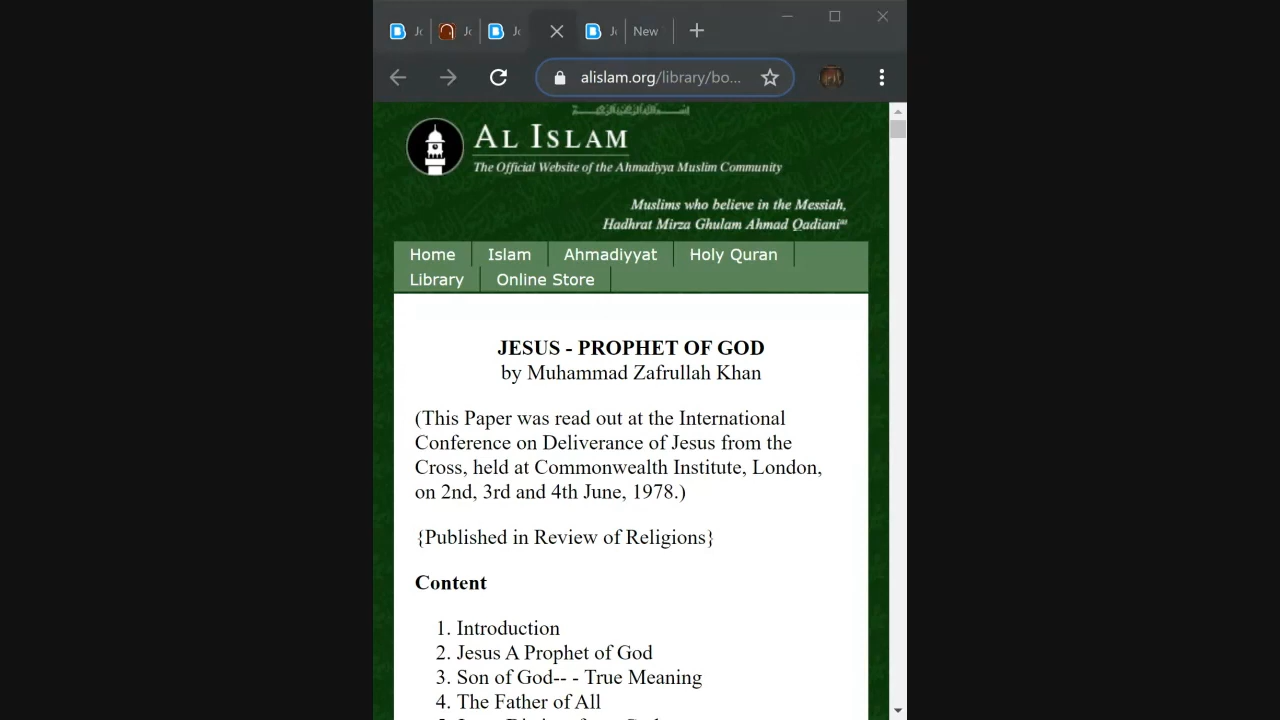 New
alislam.org/library/bo...
AL ISLAM
The Official Website of the Ahmadiyya Muslim Community
Muslims who believe in the Messiah,
Hadhrat Mirza Ghulam Ahmad Qadiani
Home Islam Ahmadiyyat Holy Quran
Library Online Store
JESUS - PROPHET OF GOD
by Muhammad Zafrullah Khan
(This Paper was read out at the International
Conference on Deliverance of Jesus from the
Cross, held at Commonwealth Institute, London,
on 2nd, 3rd and 4th June, 1978.)
{Published in Review of Religions}
Content
1. Introduction
2. Jesus A Prophet of God
3. Son of God-- - True Meaning
4. The Father of All